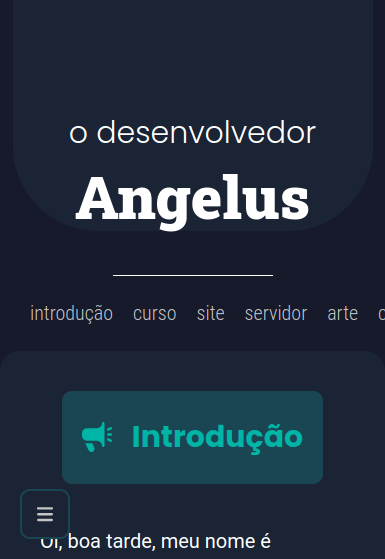 o desenvolvedor
Angelus
introdução curso site servidor arte
Introdução
Oi, boa tarde, meu nome é